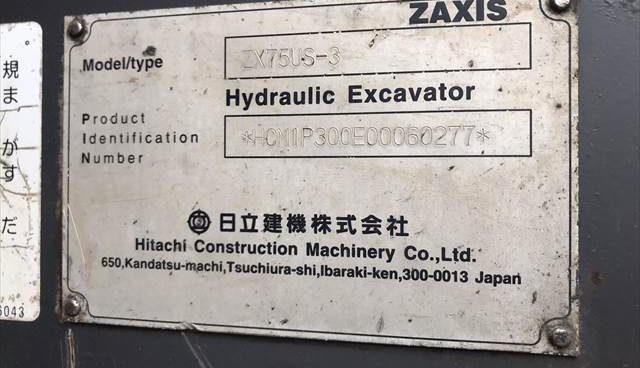 ZAXIS
Model/type ZX75US-3
Hydraulic Excavator
Product
Identification
Number
*HCM1P300E00060277*
日立建機株式会社
Hitachi Construction Machinery Co.,Ltd.
650,Kandatsu-machi,Tsuchiura-shi,Ibaraki-ken,300-0013 Japan
規
ま
がす
だ
6043